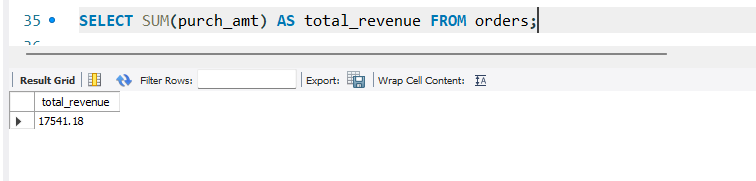 35 SELECT SUM(purch_amt) AS total_revenue FROM orders;
Result Grid Filter Rows: Export: Wrap Cell Content: IA
total_revenue
17541.18